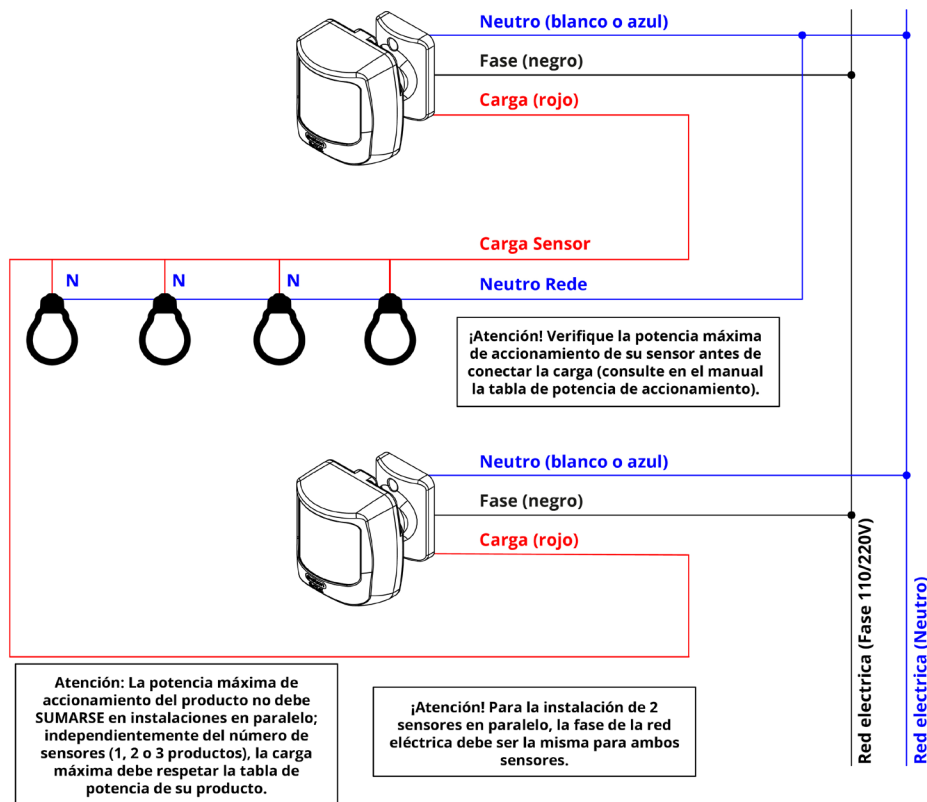 Neutro (blanco o azul)
Fase (negro)
Carga (rojo)
Carga Sensor
N
N
N
Neutro Rede
¡Atención! Verifique la potencia máxima
de accionamiento de su sensor antes de
conectar la carga (consulte en el manual
la tabla de potencia de accionamiento).
Neutro (blanco o azul)
Fase (negro)
Carga (rojo)
Red electrica (Fase 110/220V)
Red electrica (Neutro)
Atención: La potencia máxima de
accionamiento del producto no debe
SUMARSE en instalaciones en paralelo;
independientemente del número de
sensores (1, 2 o 3 productos), la carga
máxima debe respetar la tabla de
potencia de su producto.
¡Atención! Para la instalación de 2
sensores en paralelo, la fase de la red
eléctrica debe ser la misma para ambos
sensores.